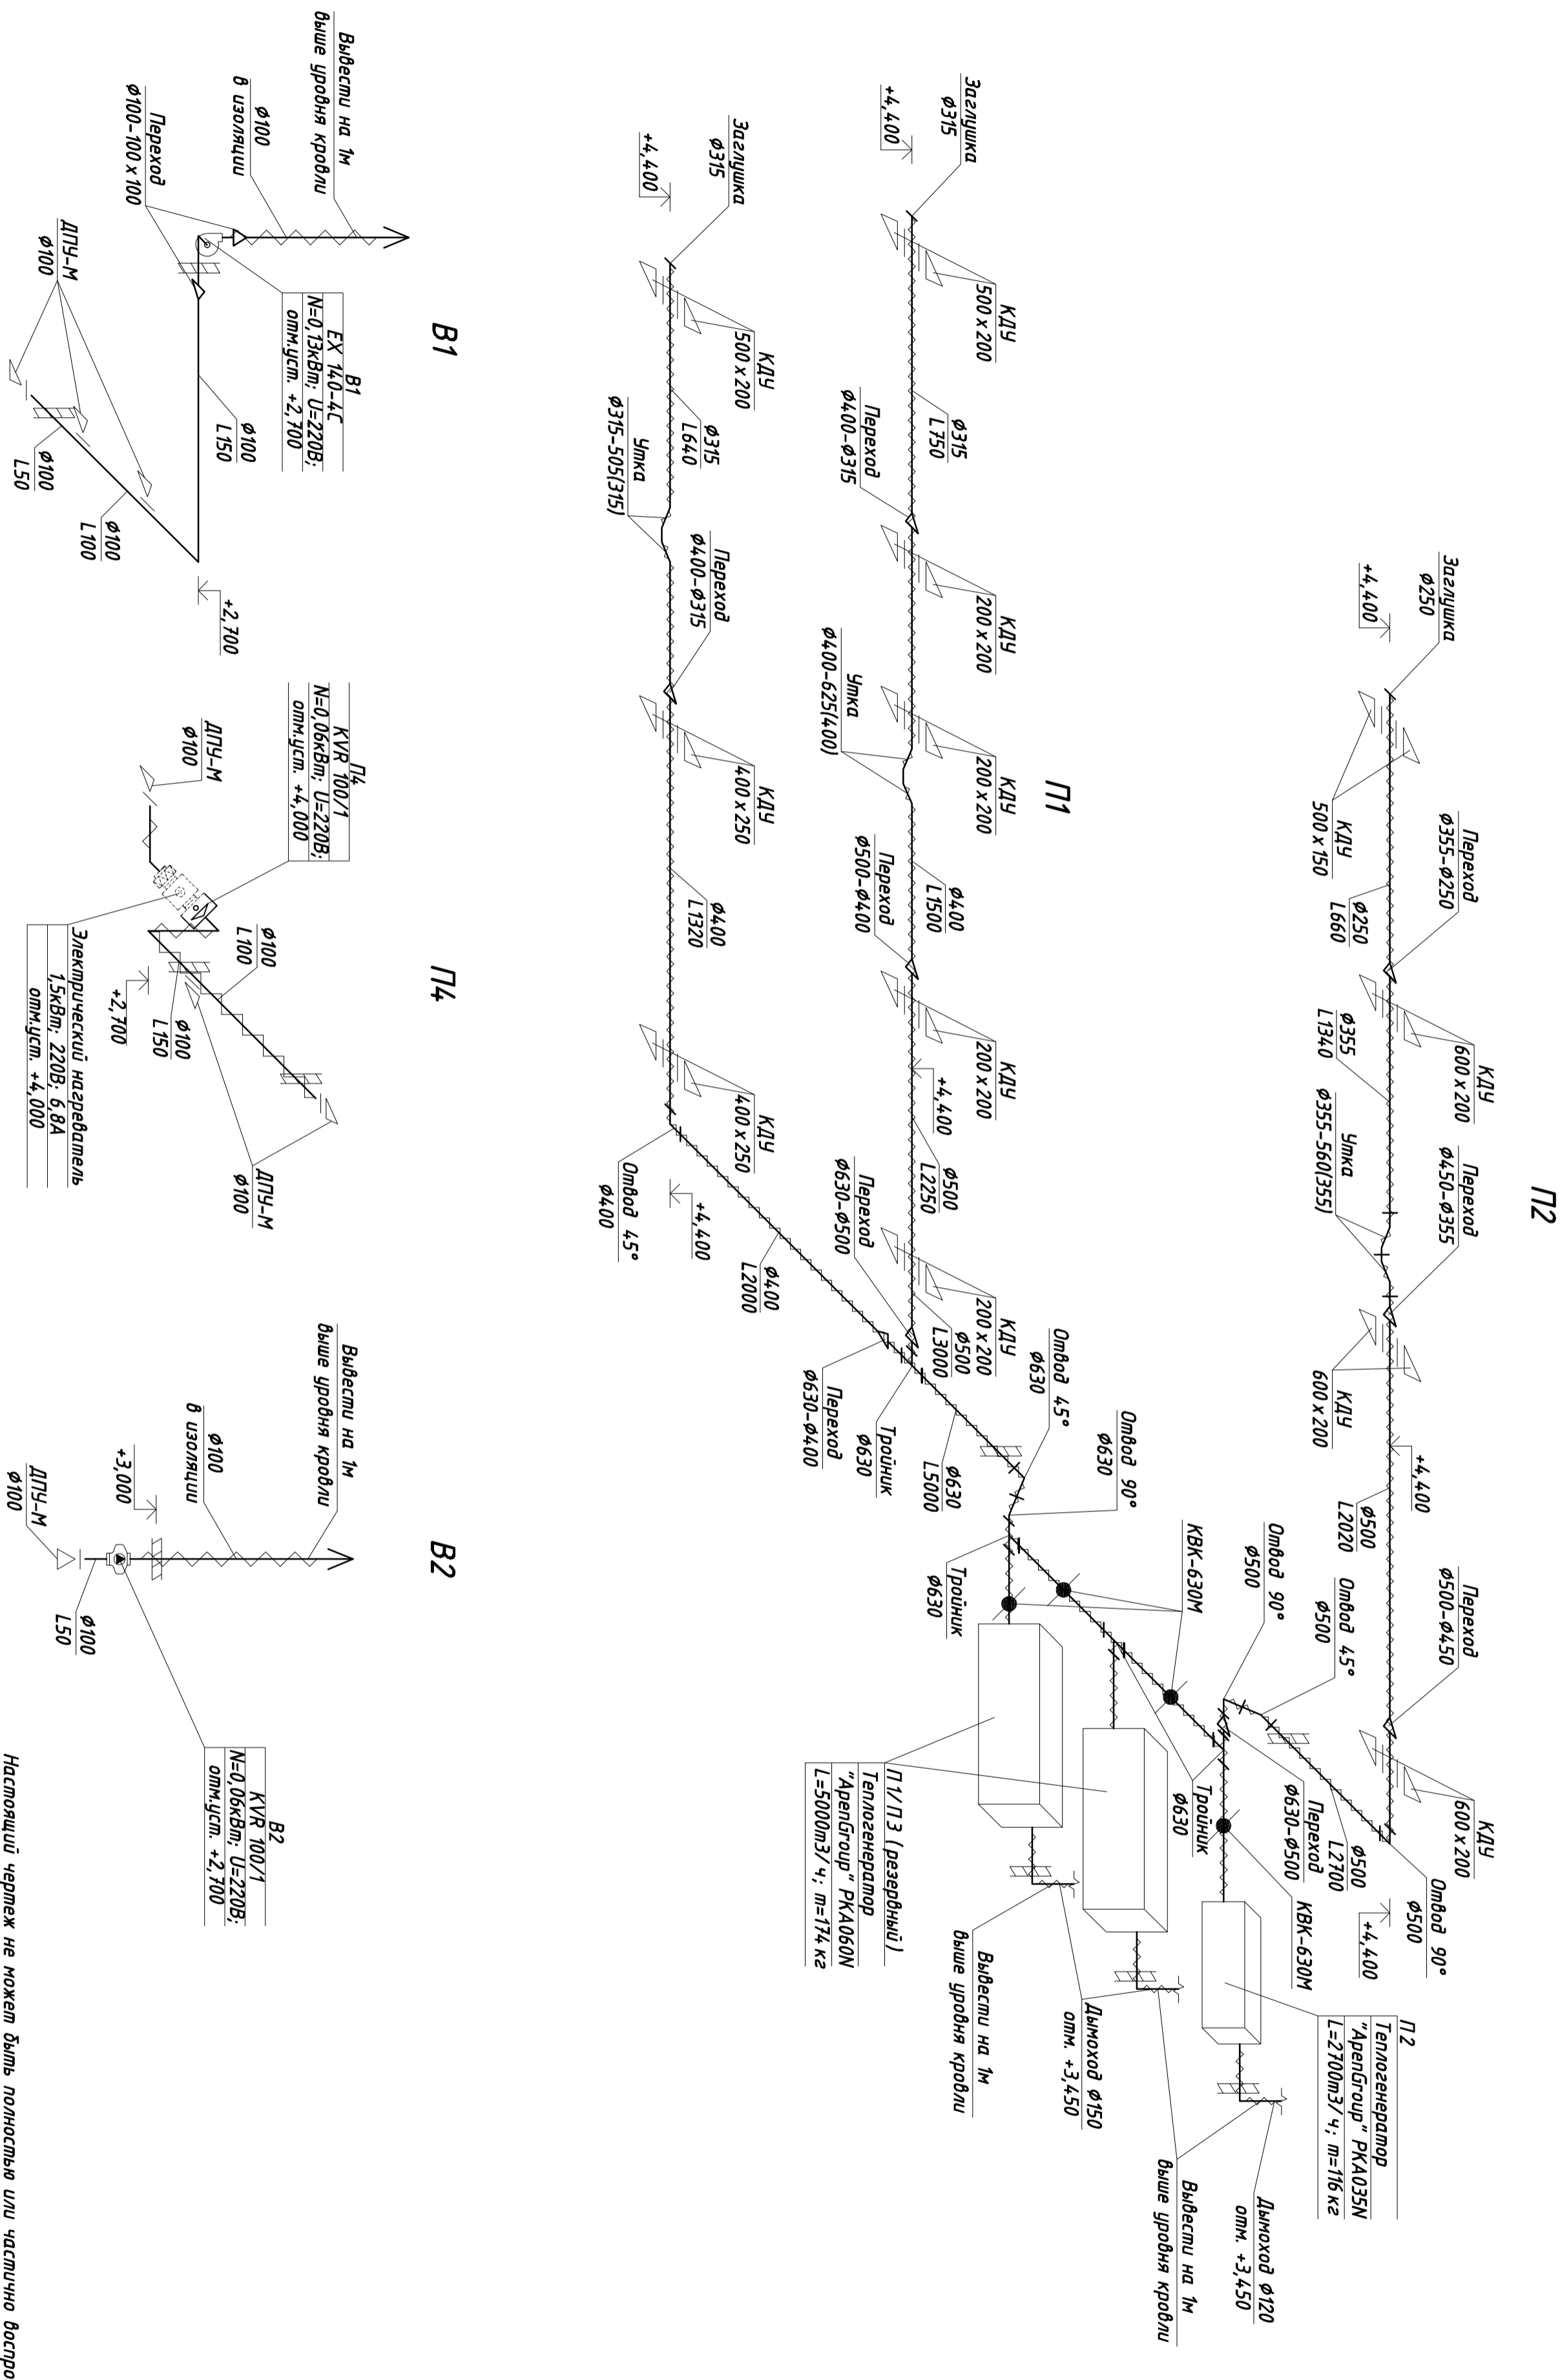 П2
Заглушка
ø250
+4,400
КДУ
500x150
Переход
ø355-ø250
ø250
L660
КДУ
600x200
ø355
L1340
Утка
ø355-560(355)
Переход
ø450-ø355
КДУ
600x200
+4,400
ø500
L2020
Переход
ø500-ø450
КДУ
600x200
Отвод 90°
ø500
+4,400
ø500
L2700
Отвод 45°
ø500
Отвод 90°
ø500
Переход
ø630-ø500
КВК-630М
П2
Теплогенератор
"ApenGroup" PKA035N
L=2700m3/ч; m=116 кг
Дымоход ø120
отм. +3,450
Вывести на 1м
выше уровня кровли
П1
Заглушка
ø315
+4,400
КДУ
500x200
ø315
L750
Переход
ø400-ø315
КДУ
200x200
КДУ
200x200
Утка
ø400-625(400)
ø400
L1500
Переход
ø500-ø400
КДУ
200x200
+4,400
ø500
L2250
Переход
ø630-ø500
КДУ
200x200
ø500
L3000
Отвод 45°
ø630
Отвод 90°
ø630
КВК-630М
Тройник
ø630
ø630
L5000
Тройник
ø630
Тройник
ø630
Переход
ø630-ø400
П1/П3 (резервный)
Теплогенератор
"ApenGroup" PKA060N
L=5000m3/ч; m=174 кг
Дымоход ø150
отм. +3,450
Вывести на 1м
выше уровня кровли
Заглушка
ø315
+4,400
КДУ
500x200
ø315
L640
Утка
ø315-505(315)
Переход
ø400-ø315
КДУ
400x250
ø400
L1320
КДУ
400x250
Отвод 45°
ø400
+4,400
ø400
L2000
В1
Вывести на 1м
выше уровня кровли
ø100
в изоляции
Переход
ø100-100x100
В1
EX 140-4C
N=0,13кВт; U=220В;
отм.уст. +2,700
ДПУ-М
ø100
ø100
L150
ø100
L50
ø100
L100
+2,700
П4
П4
KVR 100/1
N=0,06кВт; U=220В;
отм.уст. +4,000
ДПУ-М
ø100
ø100
L100
+2,700
ø100
L150
ДПУ-М
ø100
Электрический нагреватель
1,5кВт; 220В; 6,8А
отм.уст. +4,000
В2
Вывести на 1м
выше уровня кровли
ø100
в изоляции
+3,000
ДПУ-М
ø100
ø100
L50
В2
KVR 100/1
N=0,06кВт; U=220В;
отм.уст. +2,700
Настоящий чертеж не может быть полностью или частично воспро